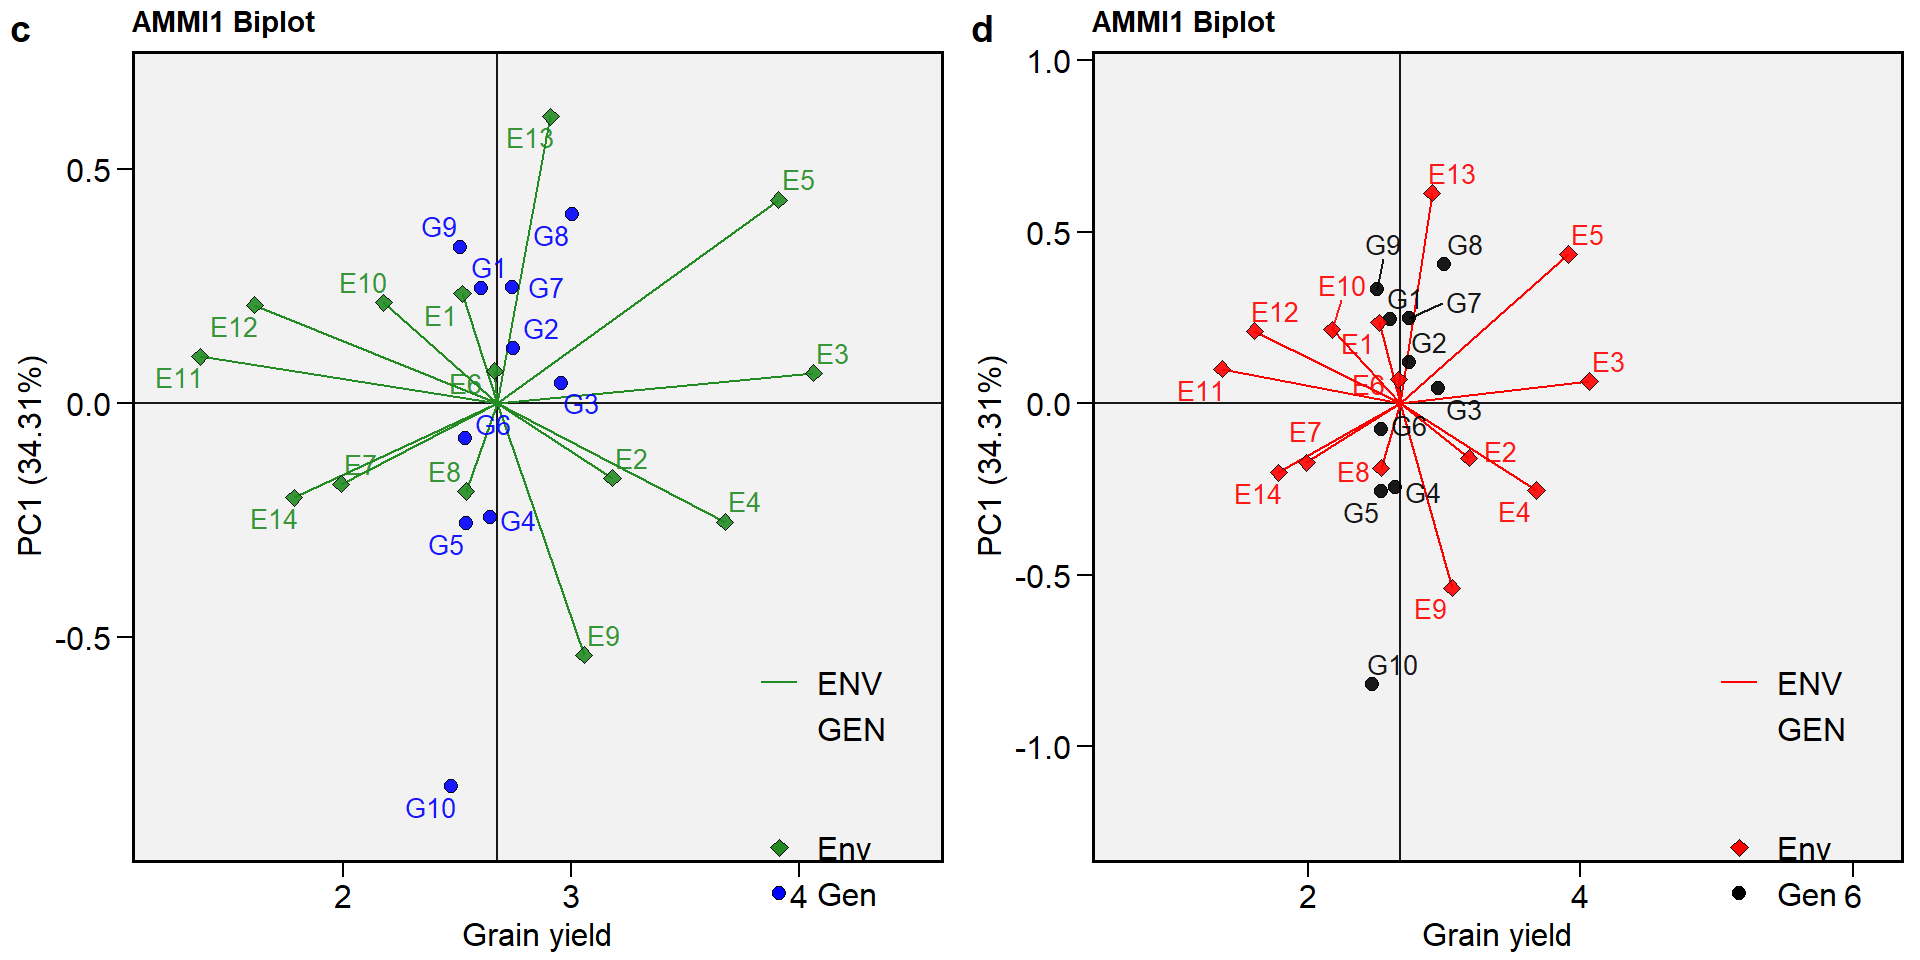 c
AMMI1 Biplot
E13
E5
G9
G8
G1
G7
E10
E1
E12
G2
E3
E11
E6
G3
G6
E7
E8
E2
E14
G4
E4
G5
E9
G10
0.5
0.0
-0.5
PC1 (34.31%)
ENV
GEN
Env
Gen
2
3
4
Grain yield
d
AMMI1 Biplot
E13
E5
G9
G8
E10
G1
G7
E12
E1
G2
E3
E11
E6
G3
G6
E7
E2
E8
E14
G4
G5
E4
E9
G10
1.0
0.5
0.0
-0.5
-1.0
PC1 (34.31%)
ENV
GEN
Env
Gen
2
4
6
Grain yield